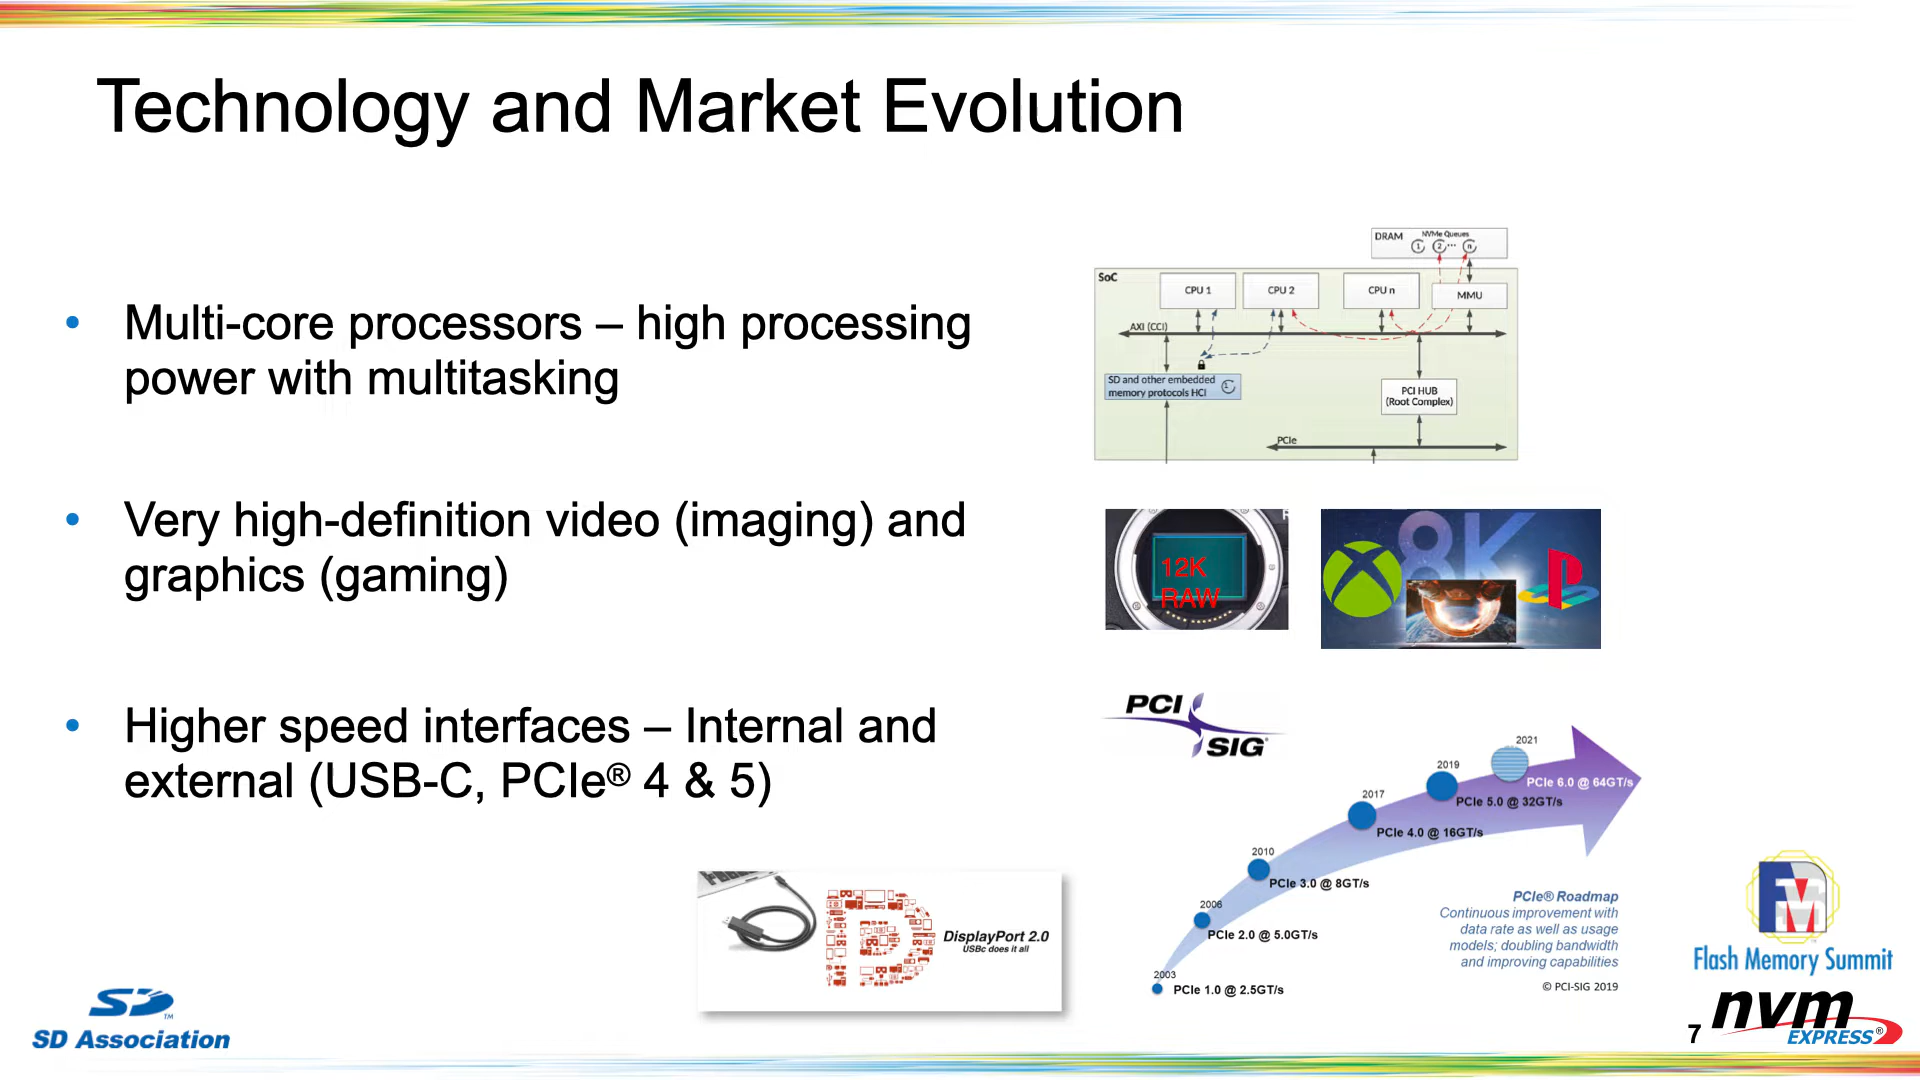 Technology and Market Evolution
• Multi-core processors – high processing
power with multitasking
• Very high-definition video (imaging) and
graphics (gaming)
• Higher speed interfaces – Internal and
external (USB-C, PCIe® 4 & 5)
DRAM
NVMe Queues
1 2 ... n
SoC
CPU 1
CPU 2
CPU n
MMU
AXI (CCI)
SD and other embedded
memory protocols HCI
1
PCI HUB
(Root Complex)
PCIe
12K
RAW
8K
PCI
SIG®
2021
PCIe 6.0 @ 64GT/s
2019
PCIe 5.0 @ 32GT/s
2017
PCIe 4.0 @ 16GT/s
2010
PCIe 3.0 @ 8GT/s
2006
PCIe 2.0 @ 5.0GT/s
2003
PCIe 1.0 @ 2.5GT/s
PCIe® Roadmap
Continuous improvement with
data rate as well as usage
models; doubling bandwidth
and improving capabilities
© PCI-SIG 2019
DisplayPort 2.0
USBc does it all
SD™
SD Association
FMS
Flash Memory Summit
7
nvm
EXPRESS®